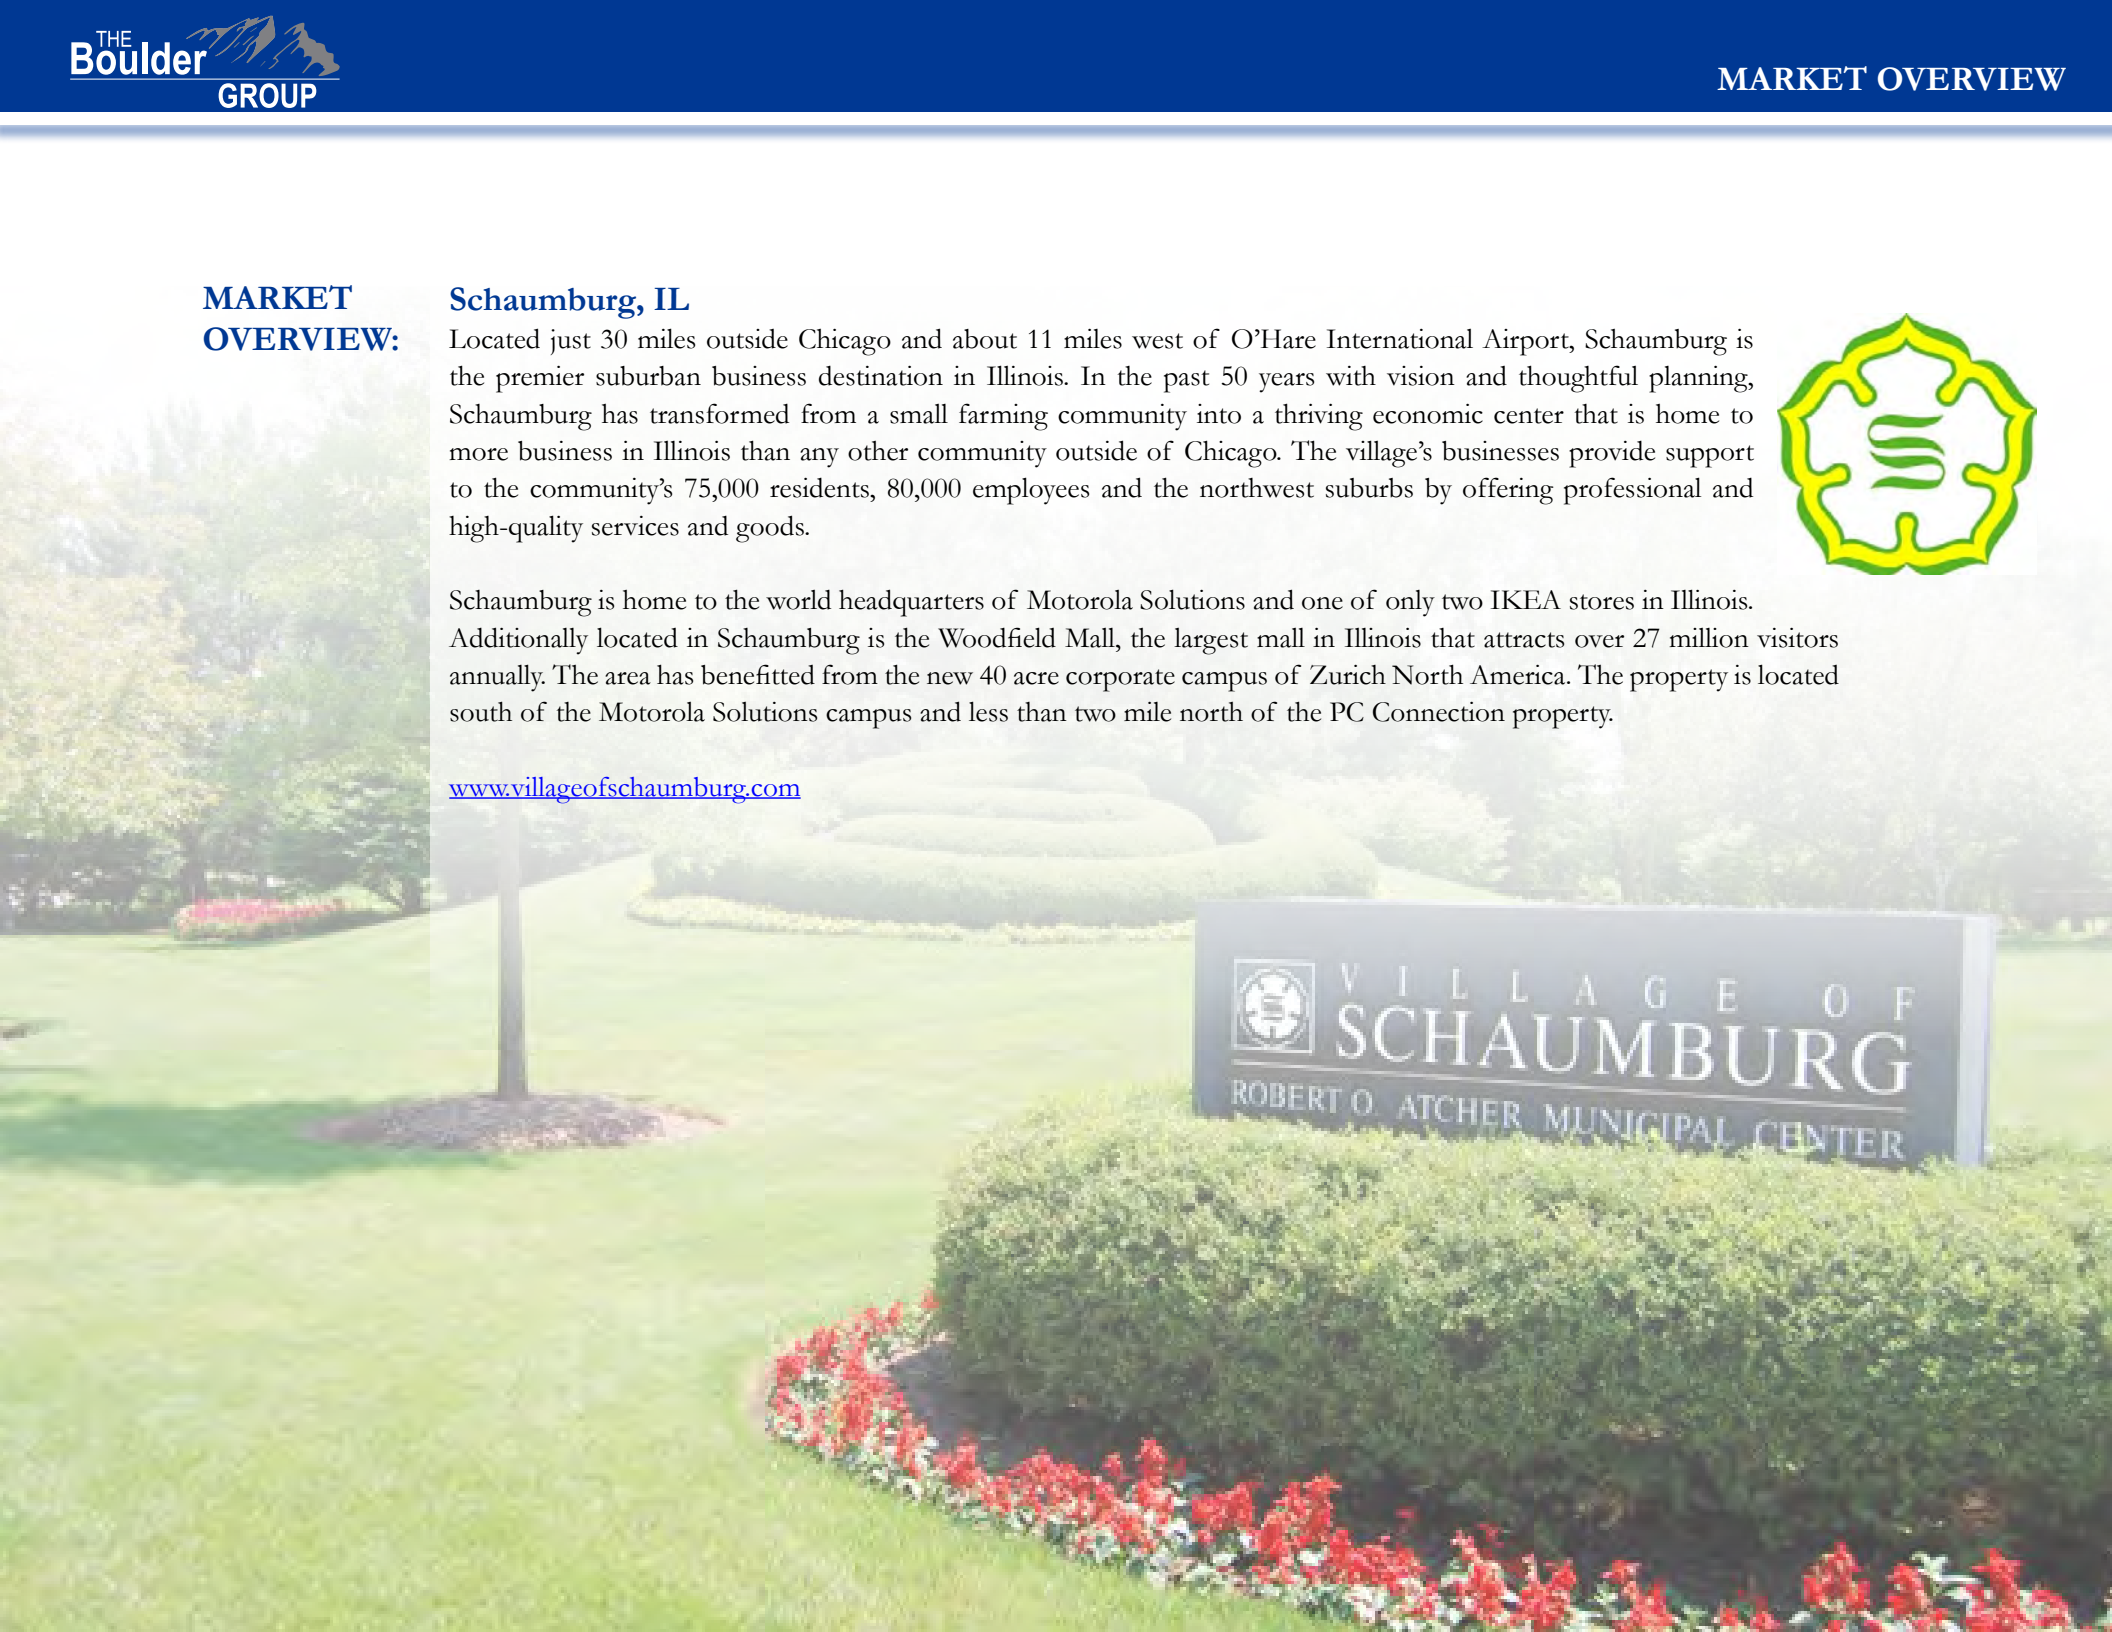 THE
Boulder
GROUP
MARKET OVERVIEW
MARKET
OVERVIEW:
Schaumburg, IL
Located just 30 miles outside Chicago and about 11 miles west of O’Hare International Airport, Schaumburg is
the premier suburban business destination in Illinois. In the past 50 years with vision and thoughtful planning,
Schaumburg has transformed from a small farming community into a thriving economic center that is home to
more business in Illinois than any other community outside of Chicago. The village’s businesses provide support
to the community’s 75,000 residents, 80,000 employees and the northwest suburbs by offering professional and
high-quality services and goods.
Schaumburg is home to the world headquarters of Motorola Solutions and one of only two IKEA stores in Illinois.
Additionally located in Schaumburg is the Woodfield Mall, the largest mall in Illinois that attracts over 27 million visitors
annually. The area has benefitted from the new 40 acre corporate campus of Zurich North America. The property is located
south of the Motorola Solutions campus and less than two mile north of the PC Connection property.
www.villageofschaumburg.com
VILLAGE OF
SCHAUMBURG
ROBERT O. ATCHER MUNICIPAL CENTER